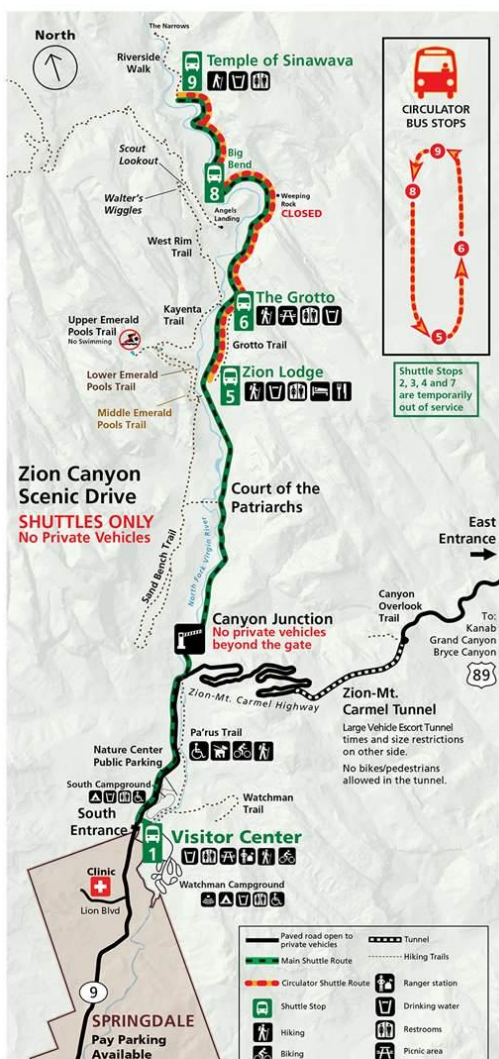 North
The Narrows
Riverside
Walk
9
Temple of Sinawava
CIRCULATOR
BUS STOPS
9
8
6
5
Scout
Lookout
Big
Bend
8
Walter's
Wiggles
Angels
Landing
Weeping
Rock
CLOSED
West Rim
Trail
Kayenta
Trail
6
The Grotto
Upper Emerald
Pools Trail
No Swimming
Grotto Trail
Lower Emerald
Pools Trail
5
Zion Lodge
Middle Emerald
Pools Trail
Shuttle Stops
2, 3, 4 and 7
are temporarily
out of service
Zion Canyon
Scenic Drive
SHUTTLES ONLY
No Private Vehicles
Court of the
Patriarchs
Sand Bench Trail
North Fork Virgin River
East
Entrance
Canyon
Overlook
Trail
To:
Kanab
Grand Canyon
Bryce Canyon
89
Canyon Junction
No private vehicles
beyond the gate
Zion-Mt. Carmel Highway
Zion-Mt.
Carmel Tunnel
Large Vehicle Escort Tunnel
times and size restrictions
on other side.
No bikes/pedestrians
allowed in the tunnel.
Pa'rus Trail
Nature Center
Public Parking
South Campground
South
Entrance
Watchman
Trail
1
Visitor Center
Clinic
Lion Blvd
Watchman Campground
9
SPRINGDALE
Pay Parking
Available
Paved road open to
private vehicles
Tunnel
Main Shuttle Route
Hiking Trails
Circulator Shuttle Route
Ranger station
Shuttle Stop
Drinking water
Hiking
Restrooms
Biking
Picnic area